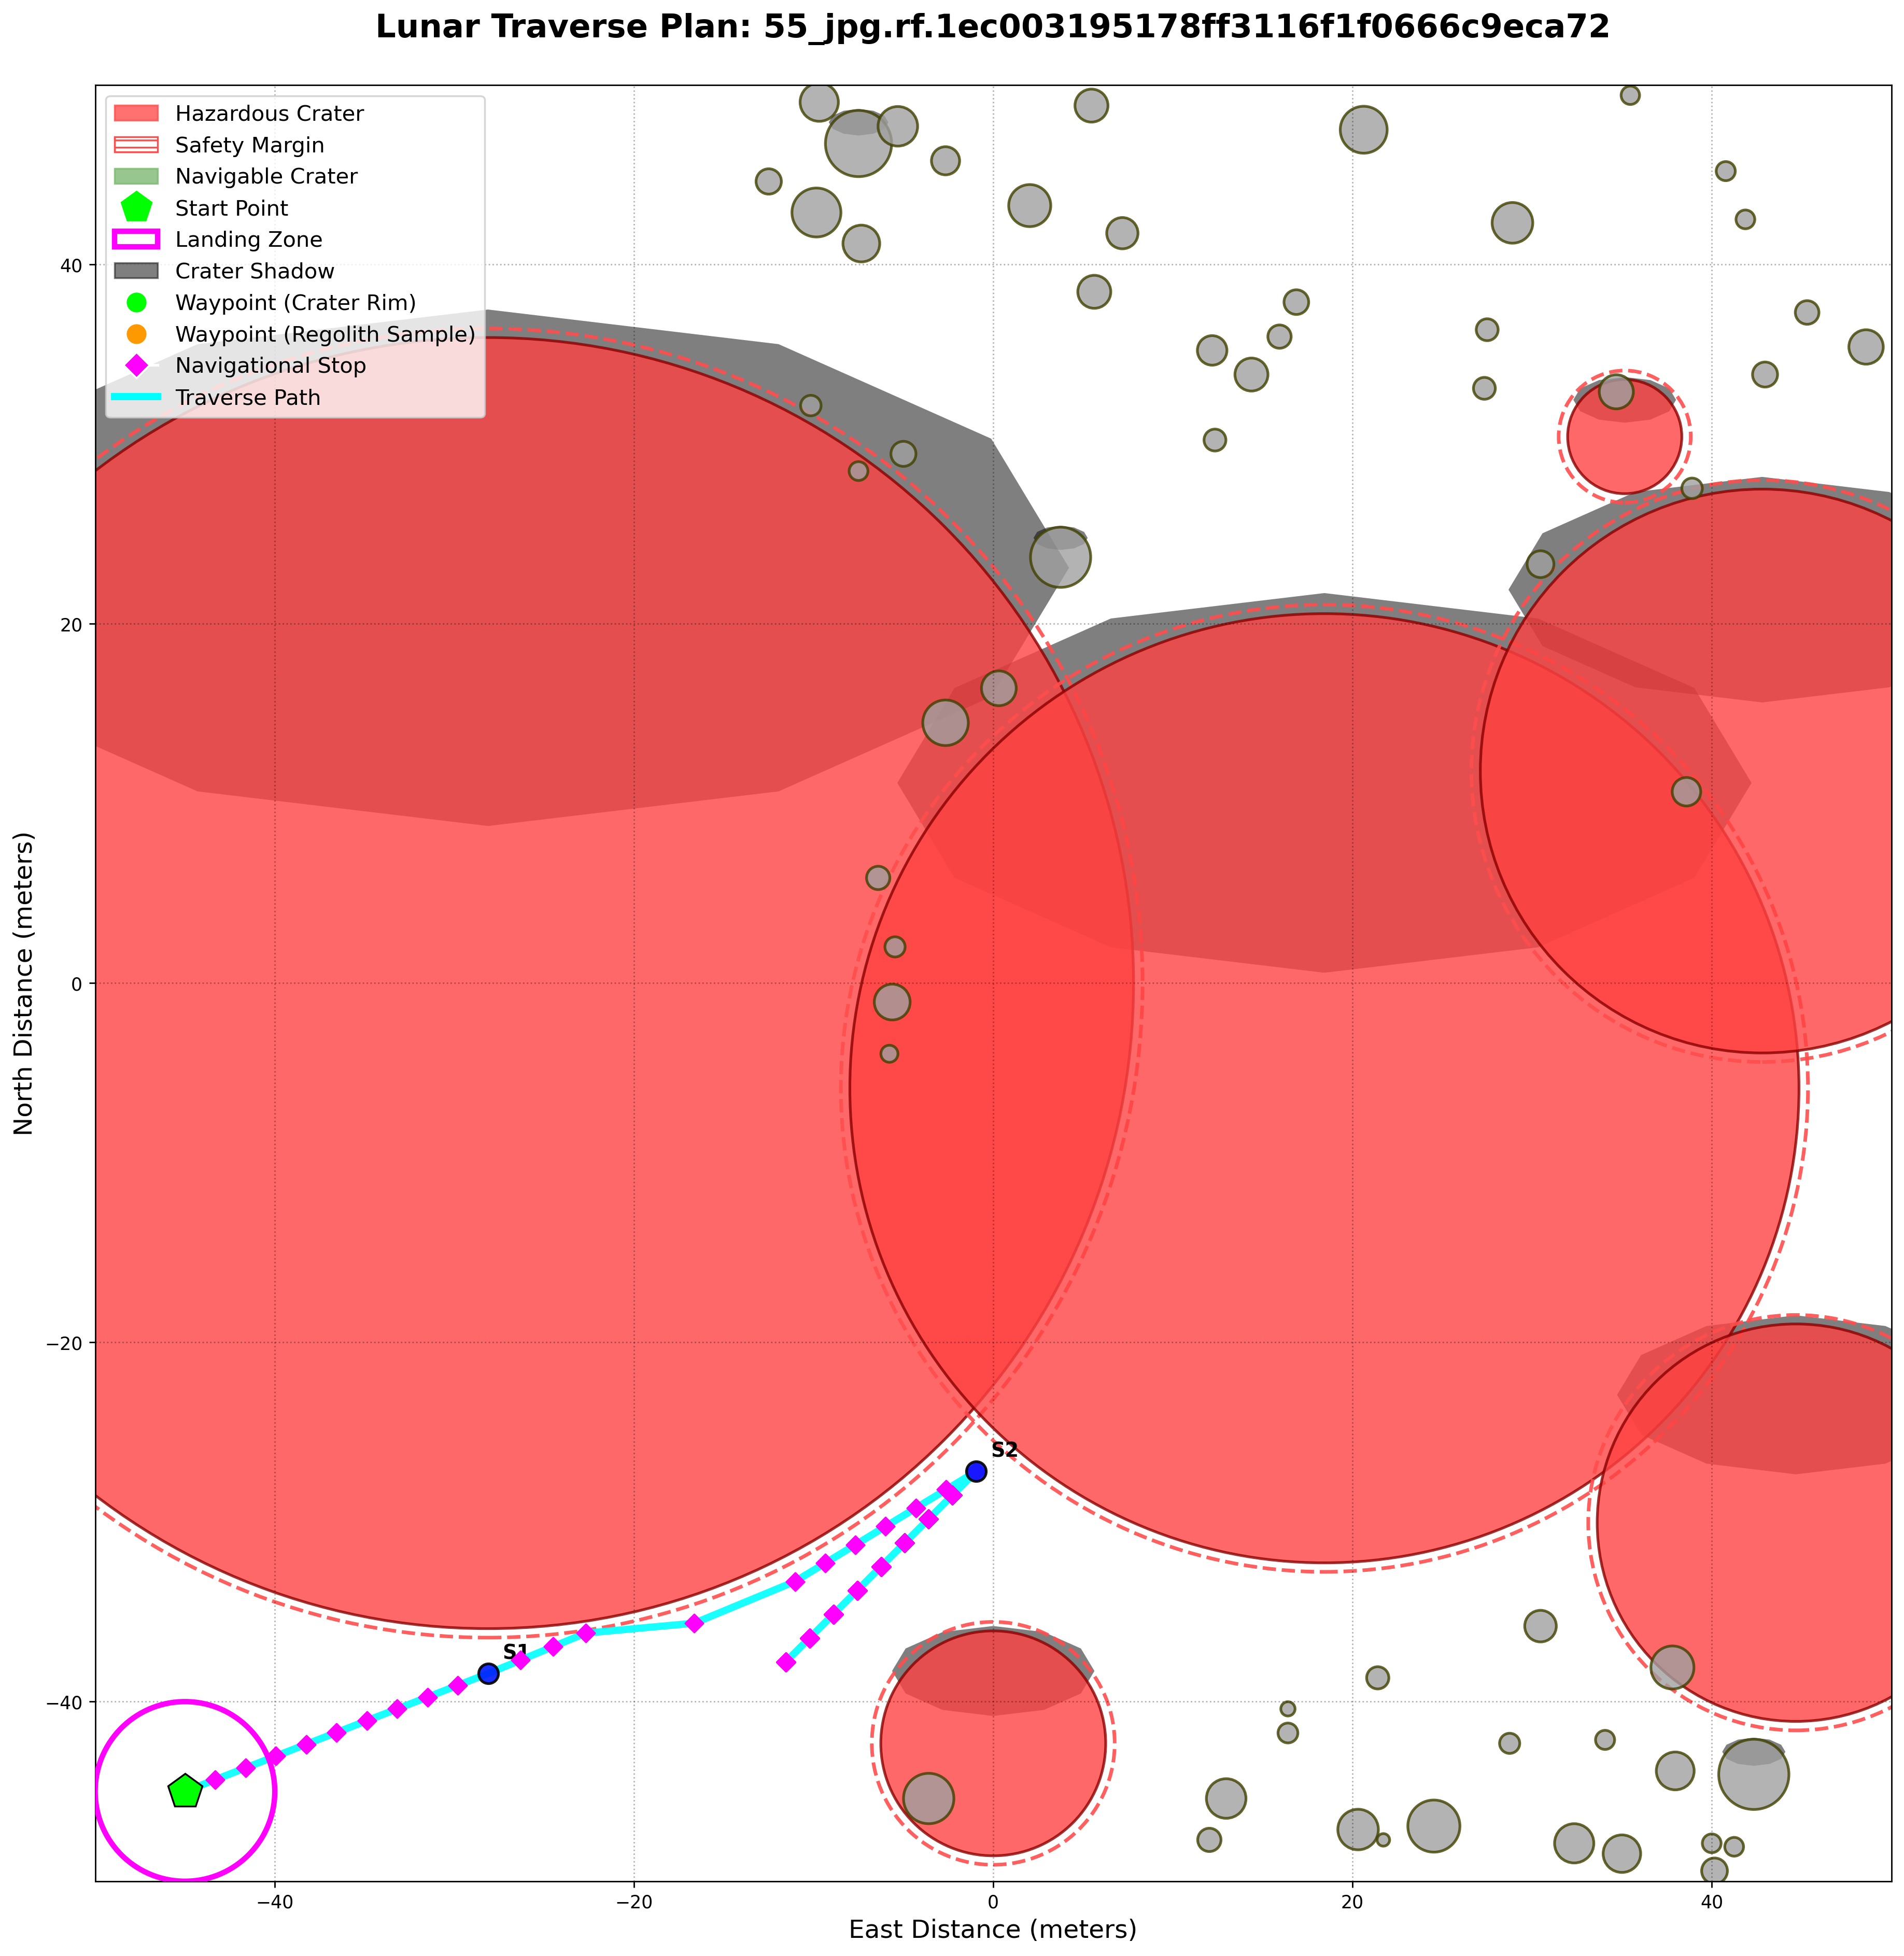 Lunar Traverse Plan: 55_jpg.rf.1ec003195178ff3116f1f0666c9eca72
Hazardous Crater
Safety Margin
Navigable Crater
Start Point
Landing Zone
Crater Shadow
Waypoint (Crater Rim)
Waypoint (Regolith Sample)
Navigational Stop
Traverse Path
North Distance (meters)
40
20
0
−20
−40
S2
S1
−40
−20
0
20
40
East Distance (meters)